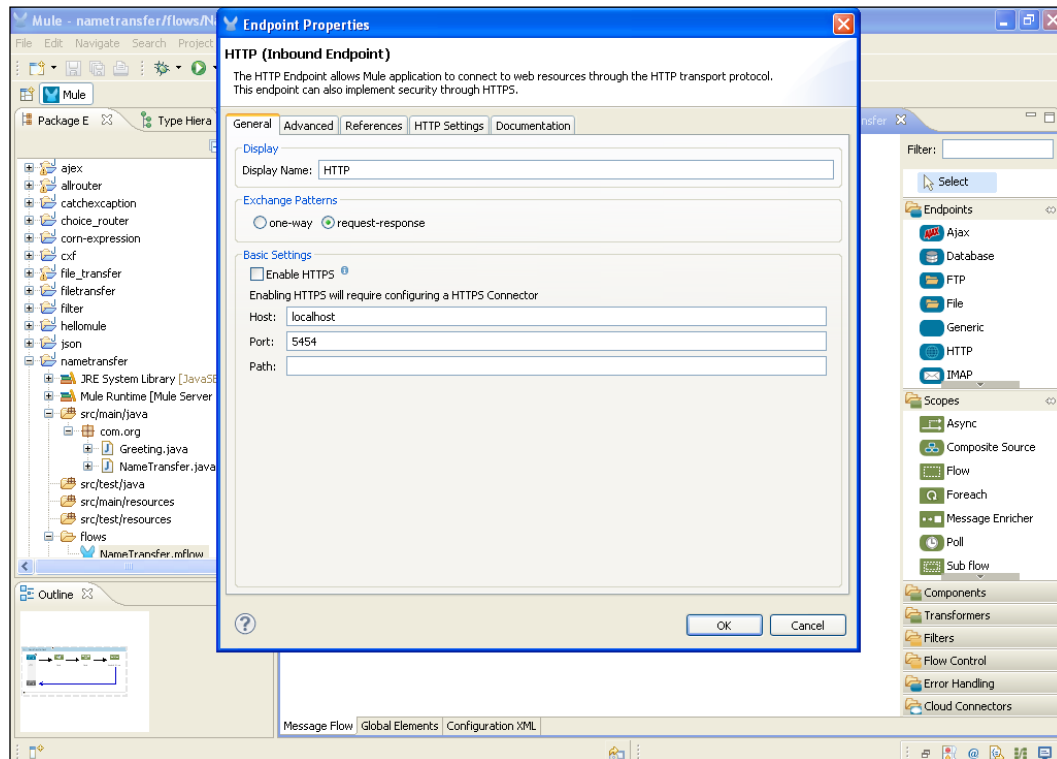 Mule - nametransfer/flows/N
Endpoint Properties
File Edit Navigate Search Project
HTTP (Inbound Endpoint)
The HTTP Endpoint allows Mule application to connect to web resources through the HTTP transport protocol.
This endpoint can also implement security through HTTPS.
Mule
Package E
Type Hiera
General Advanced References HTTP Settings Documentation
nsfer
Display
Display Name: HTTP
Exchange Patterns
one-way request-response
Basic Settings
Enable HTTPS
Enabling HTTPS will require configuring a HTTPS Connector
Host: localhost
Port: 5454
Path:
OK Cancel
ajex
allrouter
catchexcaption
choice_router
corn-expression
cxf
file_transfer
filetransfer
filter
hellomule
json
nametransfer
JRE System Library [JavaSE
Mule Runtime [Mule Server
src/main/java
com.org
Greeting.java
NameTransfer.java
src/test/java
src/main/resources
src/test/resources
flows
NameTransfer.mflow
Outline
Filter:
Select
Endpoints
Ajax
Database
FTP
File
Generic
HTTP
IMAP
Scopes
Async
Composite Source
Flow
Foreach
Message Enricher
Poll
Sub flow
Components
Transformers
Filters
Flow Control
Error Handling
Cloud Connectors
Message Flow Global Elements Configuration XML